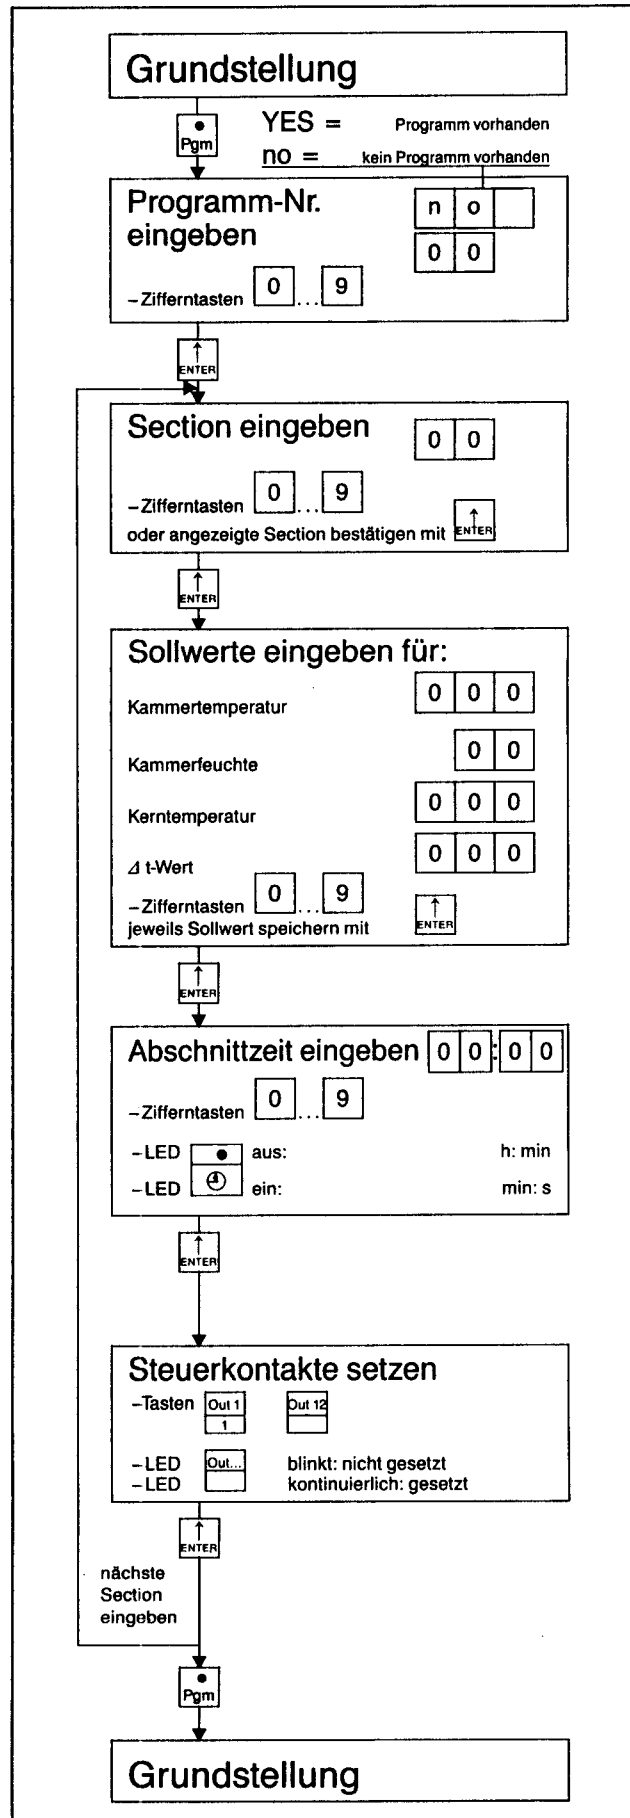 Grundstellung
Pgm
YES = Programm vorhanden
no = kein Programm vorhanden
Programm-Nr.
eingeben
n o
0 0
– Zifferntasten 0 ... 9
↑
ENTER
Section eingeben 0 0
– Zifferntasten 0 ... 9
oder angezeigte Section bestätigen mit ↑ ENTER
↑
ENTER
Sollwerte eingeben für:
Kammertemperatur 0 0 0
Kammerfeuchte 0 0
Kerntemperatur 0 0 0
Δ t-Wert 0 0 0
– Zifferntasten 0 ... 9
jeweils Sollwert speichern mit ↑ ENTER
↑
ENTER
Abschnittzeit eingeben 0 0 : 0 0
– Zifferntasten 0 ... 9
– LED aus: h: min
– LED ein: min: s
↑
ENTER
Steuerkontakte setzen
– Tasten Out 1 Out 12
1
– LED Out... blinkt: nicht gesetzt
– LED kontinuierlich: gesetzt
↑
ENTER
nächste
Section
eingeben
Pgm
Grundstellung